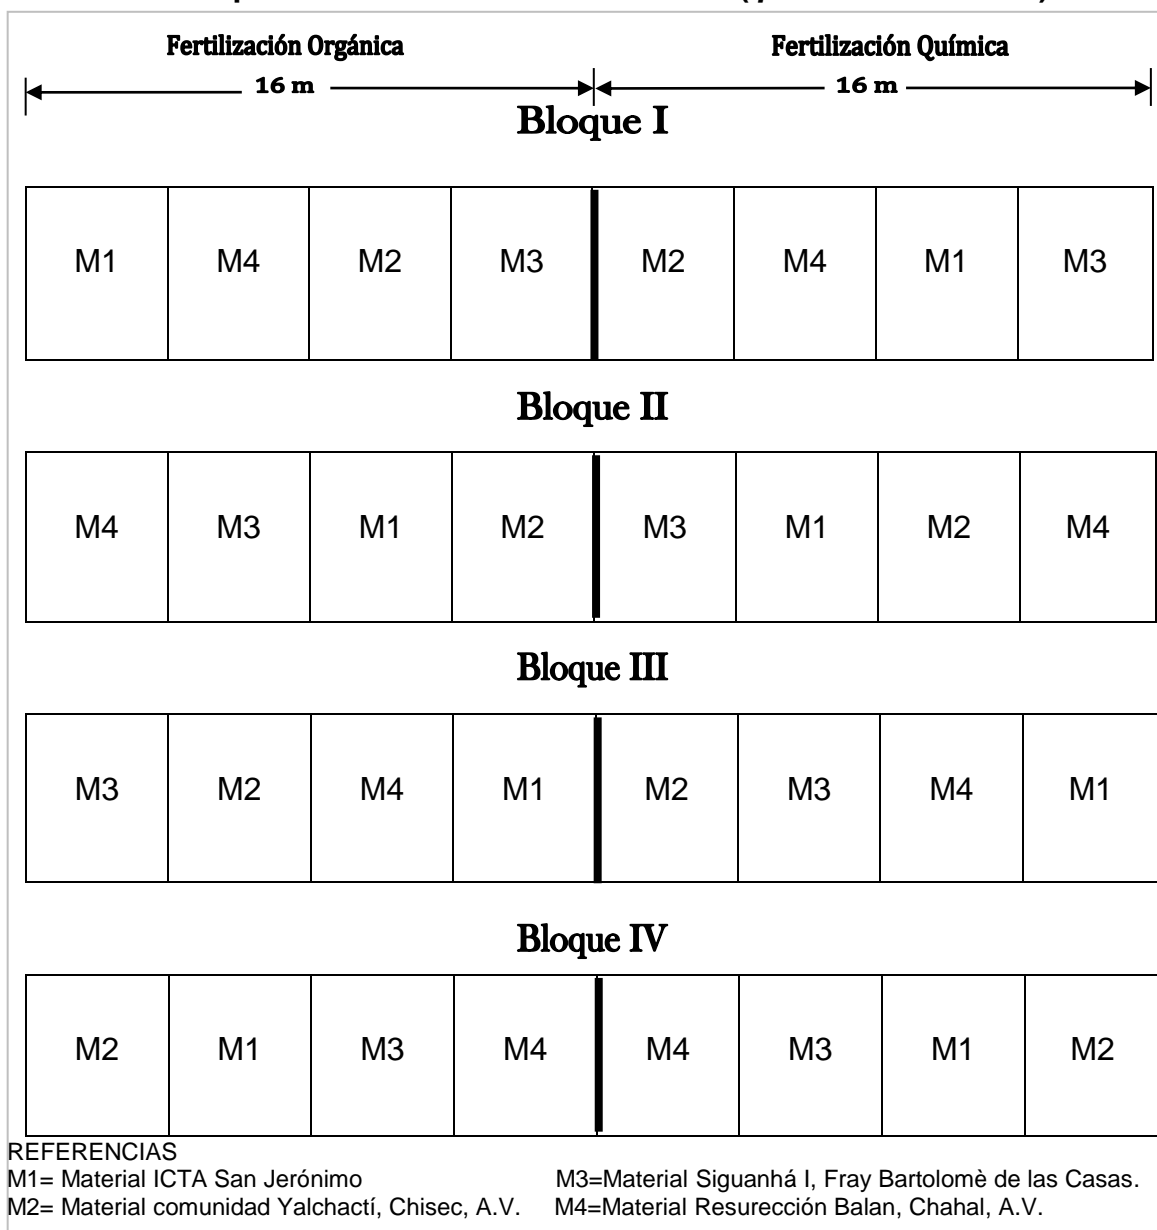 Fertilización Orgánica Fertilización Química
16 m 16 m
Bloque I
M1 M4 M2 M3 M2 M4 M1 M3
Bloque II
M4 M3 M1 M2 M3 M1 M2 M4
Bloque III
M3 M2 M4 M1 M2 M3 M4 M1
Bloque IV
M2 M1 M3 M4 M4 M3 M1 M2
REFERENCIAS
M1= Material ICTA San Jerónimo M3=Material Siguanhá I, Fray Bartolomè de las Casas.
M2= Material comunidad Yalchactí, Chisec, A.V. M4=Material Resurección Balan, Chahal, A.V.